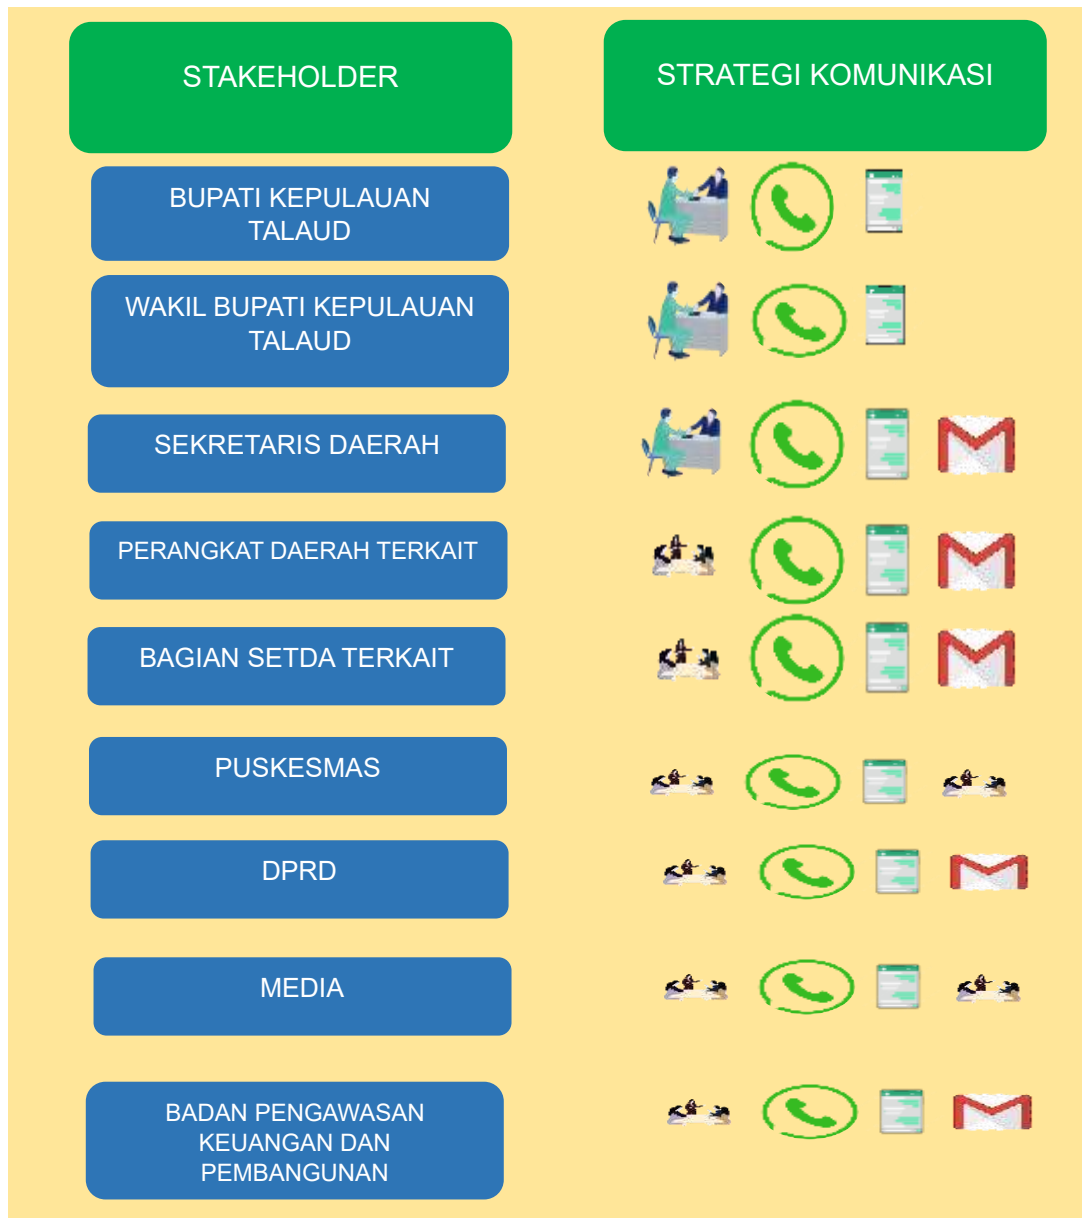 STAKEHOLDER
STRATEGI KOMUNIKASI
BUPATI KEPULAUAN
TALAUD
WAKIL BUPATI KEPULAUAN
TALAUD
SEKRETARIS DAERAH
PERANGKAT DAERAH TERKAIT
BAGIAN SETDA TERKAIT
PUSKESMAS
DPRD
MEDIA
BADAN PENGAWASAN
KEUANGAN DAN
PEMBANGUNAN